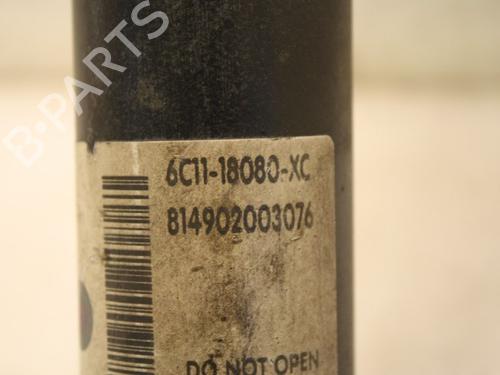 B-PARTS
6C11-18080-XC
814902003076
DO NOT OPEN